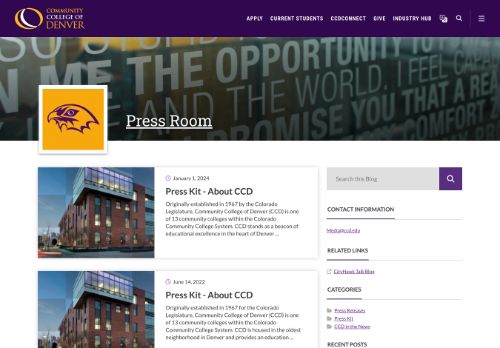 COMMUNITY
COLLEGE OF
DENVER
APPLY CURRENT STUDENTS CCDCONNECT GIVE INDUSTRY HUB
SO STUD
N ME THE OPPORTUNITY
E AND THE WORLD. I FEEL
PROMISE YOU THAT A
Press Room
January 1, 2024
Press Kit - About CCD
Originally established in 1967 by the Colorado
Legislature, Community College of Denver (CCD) is one
of 13 community colleges within the Colorado
Community College System. CCD stands as a beacon of
educational excellence in the heart of Denver ...
June 14, 2022
Press Kit - About CCD
Originally established in 1967 for the Colorado
Legislature, Community College of Denver (CCD) is one
of 13 community colleges within the Colorado
Community College System. CCD is housed in the oldest
neighborhood in Denver and provides an education ...
Search this Blog
CONTACT INFORMATION
Media@ccd.edu
RELATED LINKS
CityHawk Talk Blog
CATEGORIES
Press Releases
Press Kit
CCD in the News
RECENT POSTS